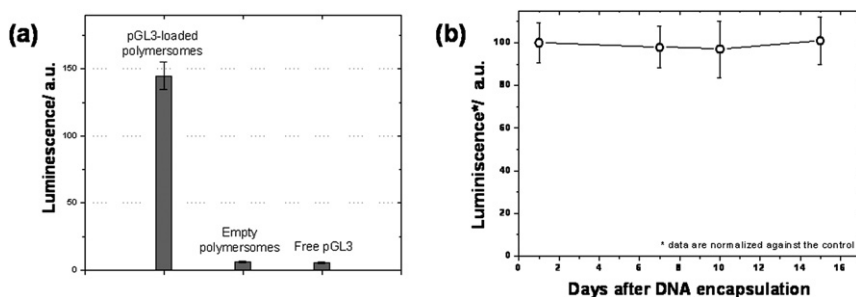 (a)
pGL3-loaded
polymersomes
Luminescence/ a.u.
150
100
50
0
Empty
polymersomes
Free pGL3
(b)
Luminiscence*/ a.u.
100
80
60
40
20
0
* data are normalized against the control
0 2 4 6 8 10 12 14 16
Days after DNA encapsulation